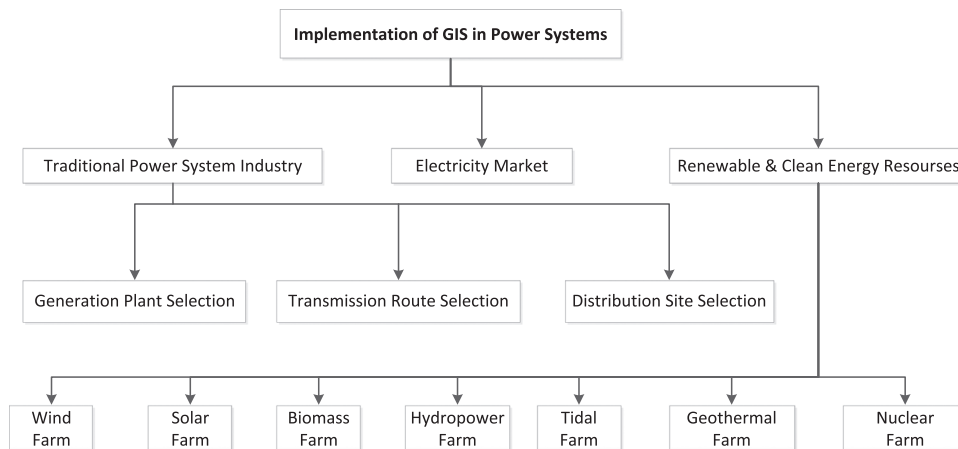 Implementation of GIS in Power Systems
Traditional Power System Industry
Electricity Market
Renewable & Clean Energy Resourses
Generation Plant Selection
Transmission Route Selection
Distribution Site Selection
Wind
Farm
Solar
Farm
Biomass
Farm
Hydropower
Farm
Tidal
Farm
Geothermal
Farm
Nuclear
Farm